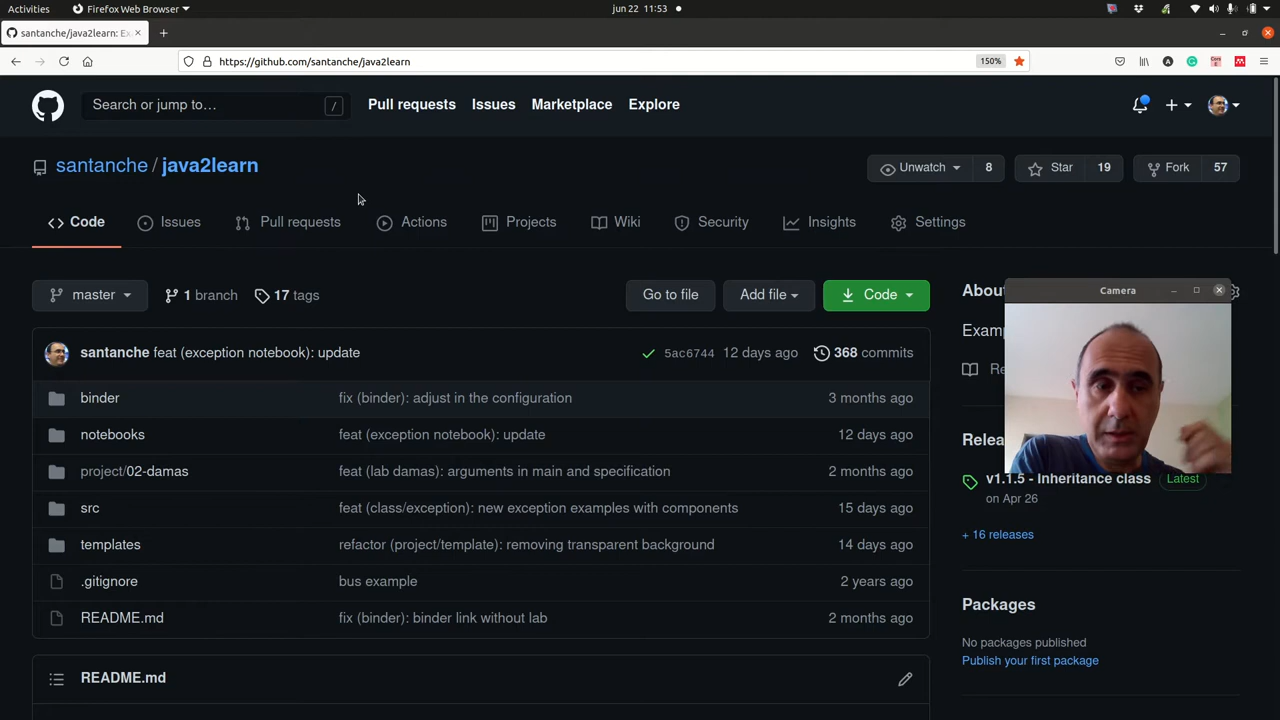 Activities Firefox Web Browser jun 22 11:53
santanche/java2learn: Ex
https://github.com/santanche/java2learn 150%
Search or jump to… / Pull requests Issues Marketplace Explore
santanche / java2learn Unwatch 8 Star 19 Fork 57
Code Issues Pull requests Actions Projects Wiki Security Insights Settings
master 1 branch 17 tags Go to file Add file Code
santanche feat (exception notebook): update 5ac6744 12 days ago 368 commits
binder fix (binder): adjust in the configuration 3 months ago
notebooks feat (exception notebook): update 12 days ago
project/02-damas feat (lab damas): arguments in main and specification 2 months ago
src feat (class/exception): new exception examples with components 15 days ago
templates refactor (project/template): removing transparent background 14 days ago
.gitignore bus example 2 years ago
README.md fix (binder): binder link without lab 2 months ago
README.md
Abou
Camera
Exam
Re
Relea
v1.1.5 - Inheritance class Latest
on Apr 26
+ 16 releases
Packages
No packages published
Publish your first package